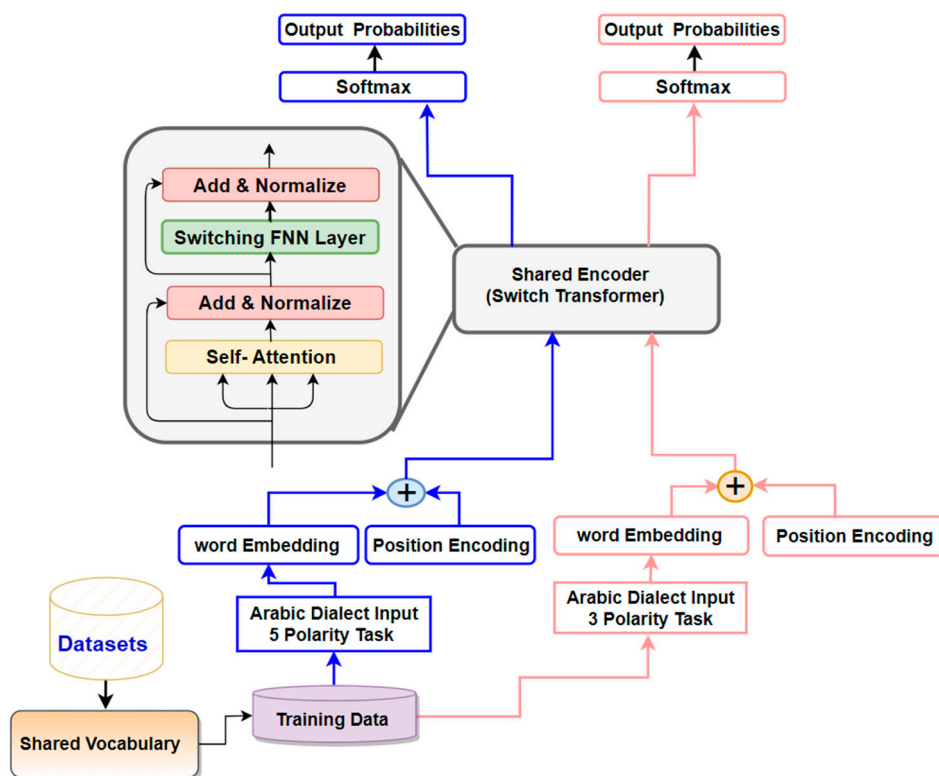 Output Probabilities
Output Probabilities
Softmax
Softmax
Add & Normalize
Switching FNN Layer
Add & Normalize
Self- Attention
Shared Encoder
(Switch Transformer)
+
+
word Embedding
Position Encoding
word Embedding
Position Encoding
Arabic Dialect Input
5 Polarity Task
Arabic Dialect Input
3 Polarity Task
Datasets
Shared Vocabulary
Training Data